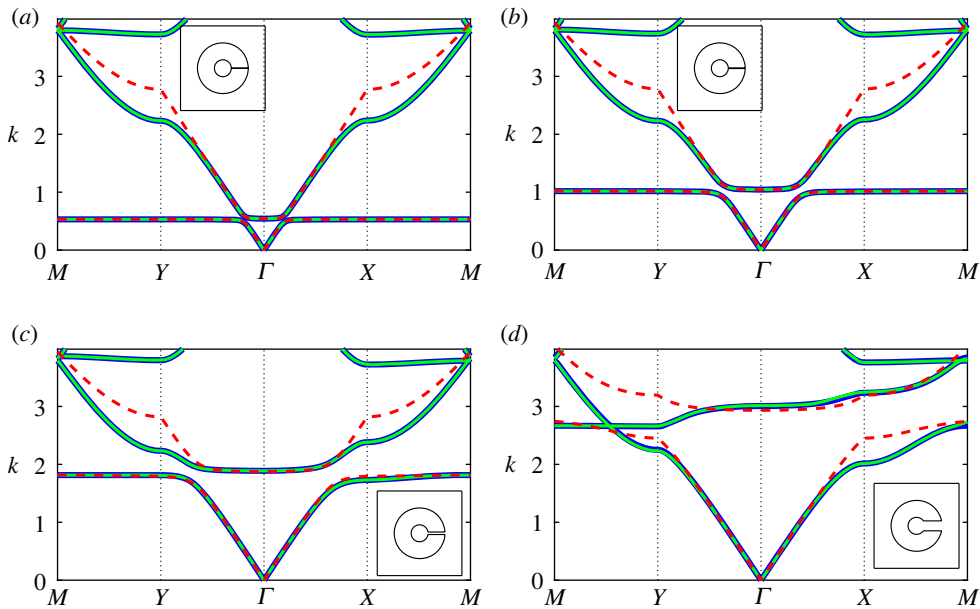 (a) (b)
3 3
k 2 k 2
1 1
0 0
M Y Γ X M M Y Γ X M
(c) (d)
3 3
k 2 k 2
1 1
0 0
M Y Γ X M M Y Γ X M